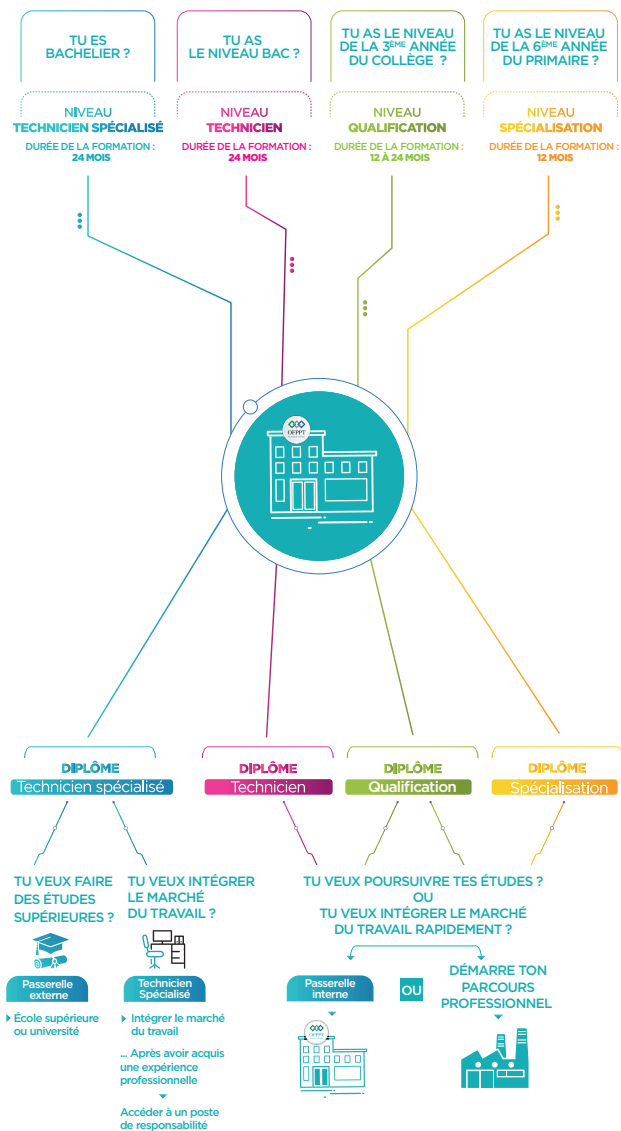 TU ES
BACHELIER ?
TU AS
LE NIVEAU BAC ?
TU AS LE NIVEAU
DE LA 3ÈME ANNÉE
DU COLLÈGE ?
TU AS LE NIVEAU
DE LA 6ÈME ANNÉE
DU PRIMAIRE ?
NIVEAU
TECHNICIEN SPÉCIALISÉ
DURÉE DE LA FORMATION :
24 MOIS
NIVEAU
TECHNICIEN
DURÉE DE LA FORMATION :
24 MOIS
NIVEAU
QUALIFICATION
DURÉE DE LA FORMATION :
12 À 24 MOIS
NIVEAU
SPÉCIALISATION
DURÉE DE LA FORMATION :
12 MOIS
OFPPT
DIPLÔME
Technicien spécialisé
DIPLÔME
Technicien
DIPLÔME
Qualification
DIPLÔME
Spécialisation
TU VEUX FAIRE
DES ÉTUDES
SUPÉRIEURES ?
Passerelle
externe
École supérieure
ou université
TU VEUX INTÉGRER
LE MARCHÉ
DU TRAVAIL ?
Technicien
Spécialisé
Intégrer le marché
du travail
... Après avoir acquis
une expérience
professionnelle
Accéder à un poste
de responsabilité
TU VEUX POURSUIVRE TES ÉTUDES ?
OU
TU VEUX INTÉGRER LE MARCHÉ
DU TRAVAIL RAPIDEMENT ?
Passerelle
interne
OFPPT
OU
DÉMARRE TON
PARCOURS
PROFESSIONNEL